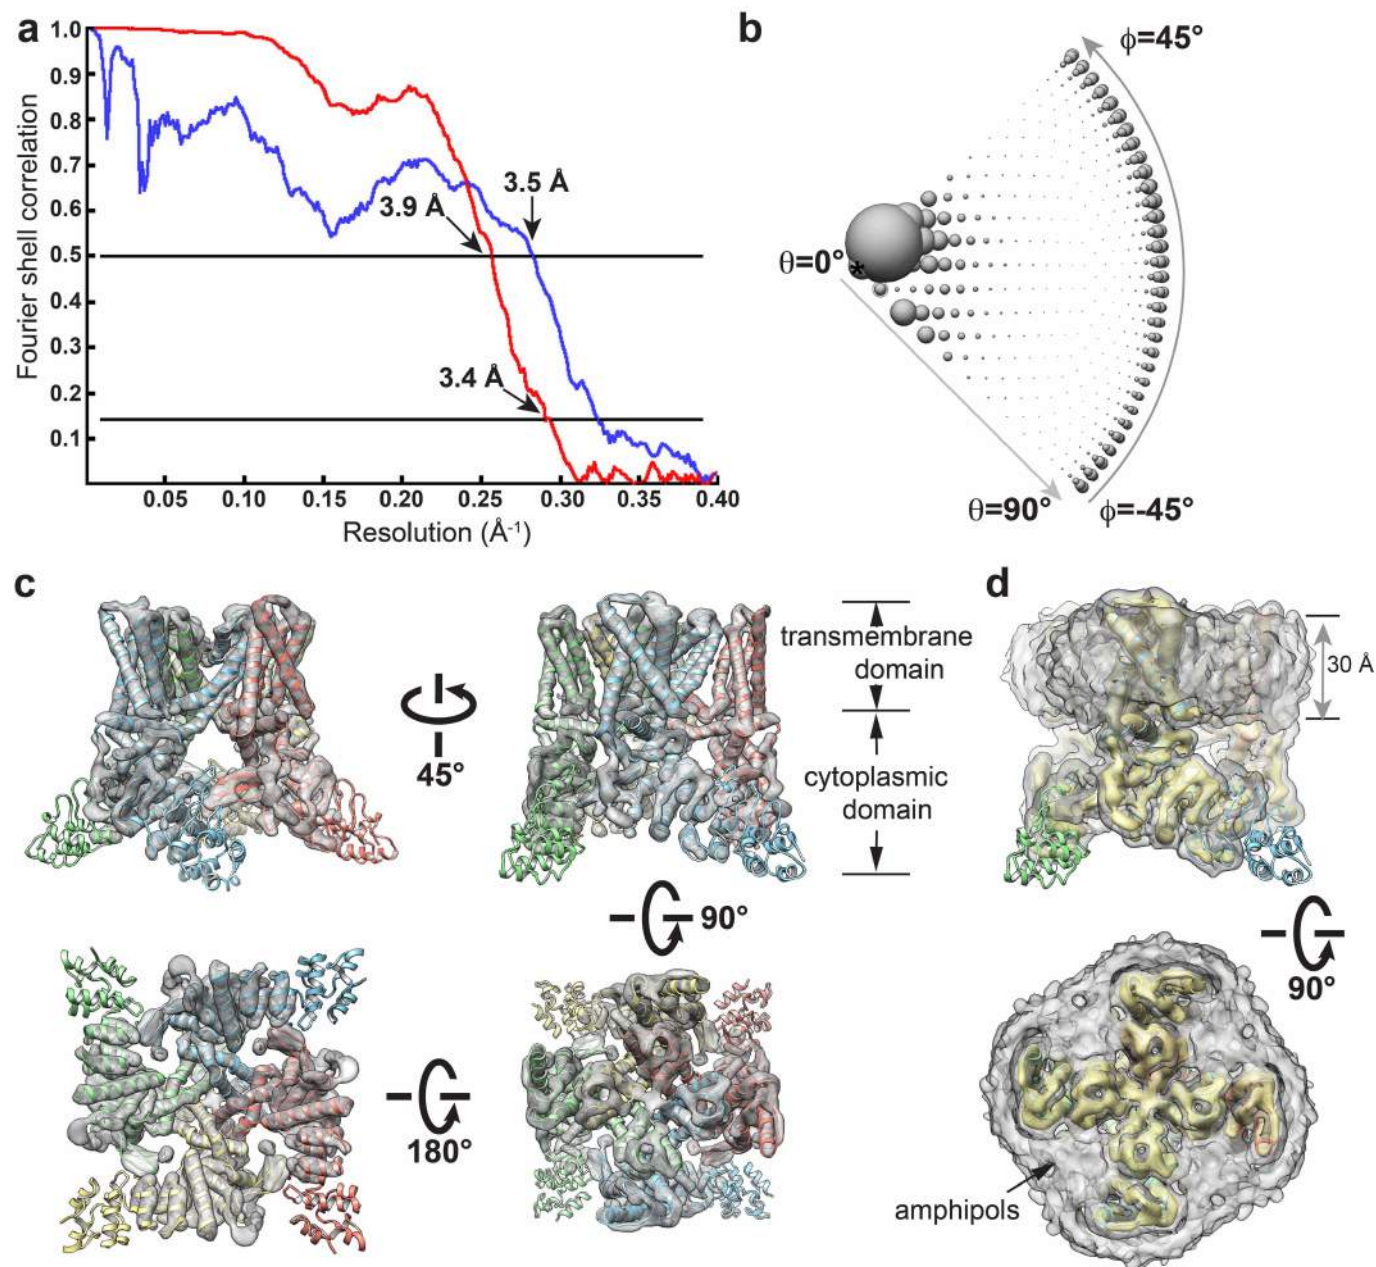 a
1.0
0.9
0.8
0.7
0.6
0.5
0.4
0.3
0.2
0.1
Fourier shell correlation
3.9 Å
3.5 Å
3.4 Å
0.05 0.10 0.15 0.20 0.25 0.30 0.35 0.40
Resolution (Å⁻¹)
b
ϕ=45°
θ=0°
*
θ=90°
ϕ=-45°
c
45°
transmembrane
domain
cytoplasmic
domain
90°
180°
d
30 Å
90°
amphipols